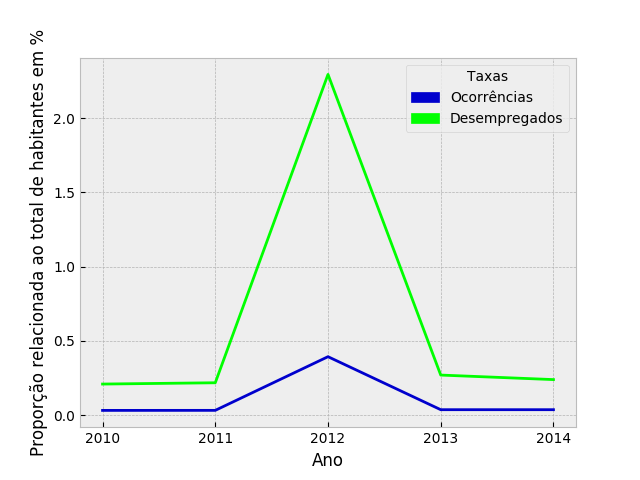 Proporção relacionada ao total de habitantes em %
Taxas
Ocorrências
Desempregados
2.0
1.5
1.0
0.5
0.0
2010 2011 2012 2013 2014
Ano